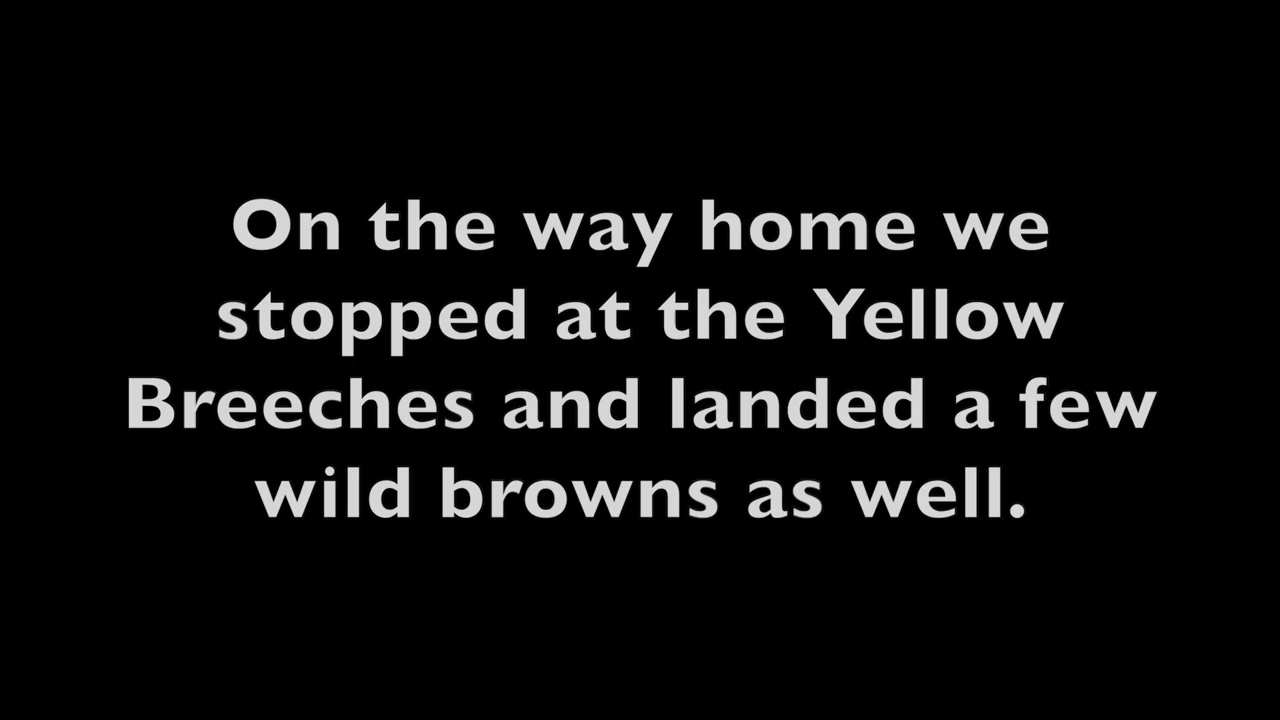 On the way home we
stopped at the Yellow
Breeches and landed a few
wild browns as well.